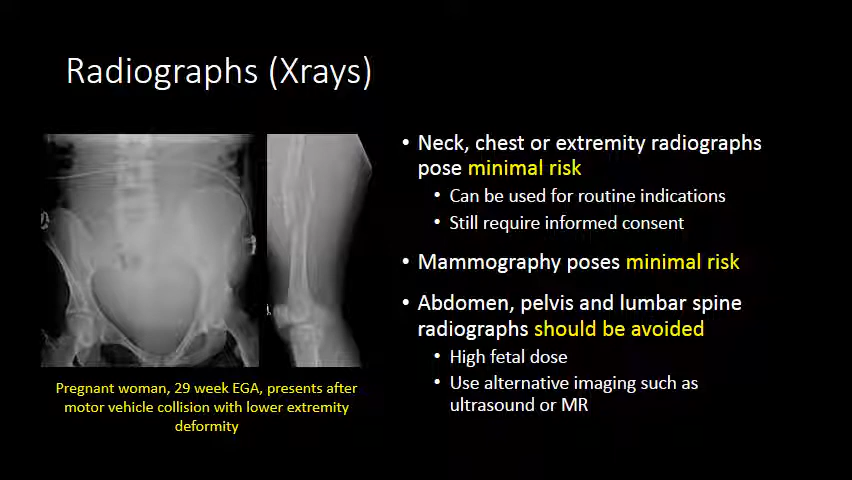 Radiographs (Xrays)
• Neck, chest or extremity radiographs
pose minimal risk
• Can be used for routine indications
• Still require informed consent
• Mammography poses minimal risk
• Abdomen, pelvis and lumbar spine
radiographs should be avoided
• High fetal dose
• Use alternative imaging such as
ultrasound or MR
Pregnant woman, 29 week EGA, presents after
motor vehicle collision with lower extremity
deformity